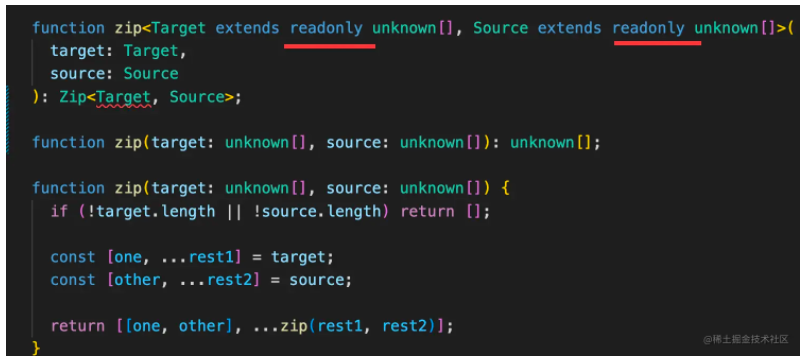 function zip<Target extends readonly unknown[], Source extends readonly unknown[]>(
  target: Target,
  source: Source
): Zip<Target, Source>;
function zip(target: unknown[], source: unknown[]): unknown[];
function zip(target: unknown[], source: unknown[]) {
  if (!target.length || !source.length) return [];
  const [one, ...rest1] = target;
  const [other, ...rest2] = source;
  return [[one, other], ...zip(rest1, rest2)];
}
@稀土掘金技术社区